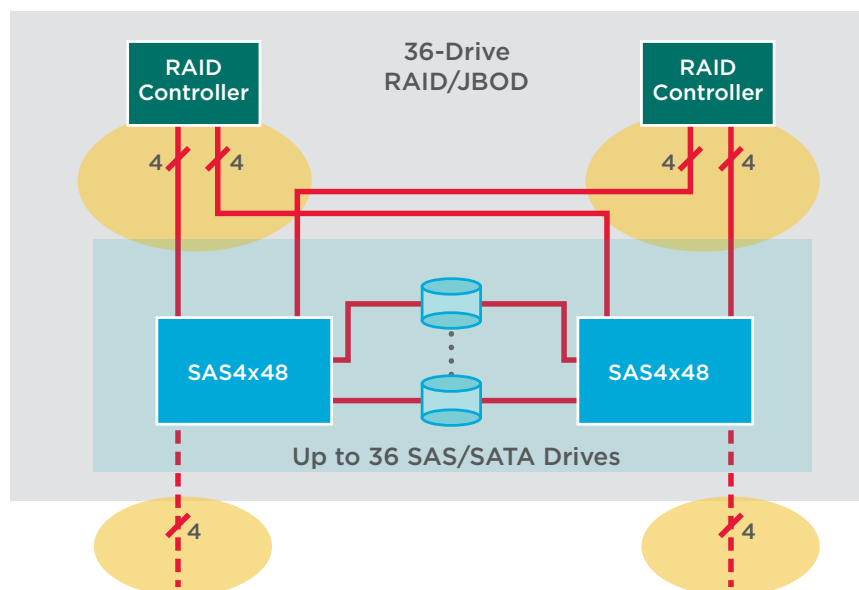 RAID
Controller
36-Drive
RAID/JBOD
RAID
Controller
4
4
4
4
SAS4x48
SAS4x48
Up to 36 SAS/SATA Drives
4
4